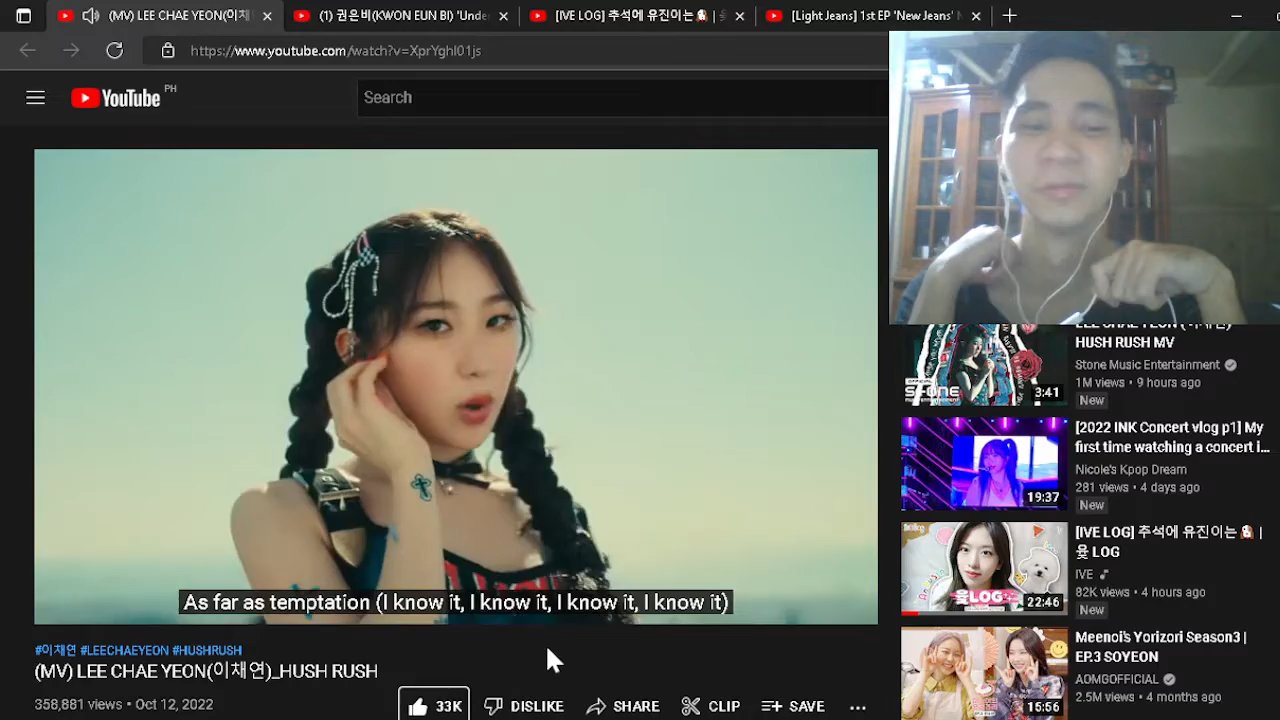 (MV) LEE CHAE YEON(이채
(1) 권은비(KWON EUN BI) 'Unde
[IVE LOG] 추석에 유진이는
[Light Jeans] 1st EP 'New Jeans'
https://www.youtube.com/watch?v=XprYghl01js
YouTube PH
Search
As far as temptation (I know it, I know it, I know it, I know it)
#이채연 #LEECHAEYEON #HUSHRUSH
(MV) LEE CHAE YEON(이채연)_HUSH RUSH
358,881 views • Oct 12, 2022
33K
DISLIKE
SHARE
CLIP
SAVE
HUSH RUSH MV
Stone Music Entertainment
1M views • 9 hours ago
New
STONE
3:41
[2022 INK Concert vlog p1] My
first time watching a concert i...
Nicole's Kpop Dream
281 views • 4 days ago
New
19:37
[IVE LOG] 추석에 유진이는 |
윷 LOG
IVE
82K views • 4 hours ago
New
22:46
Meenoi's Yorizori Season3 |
EP.3 SOYEON
AOMGOFFICIAL
2.5M views • 4 months ago
15:56